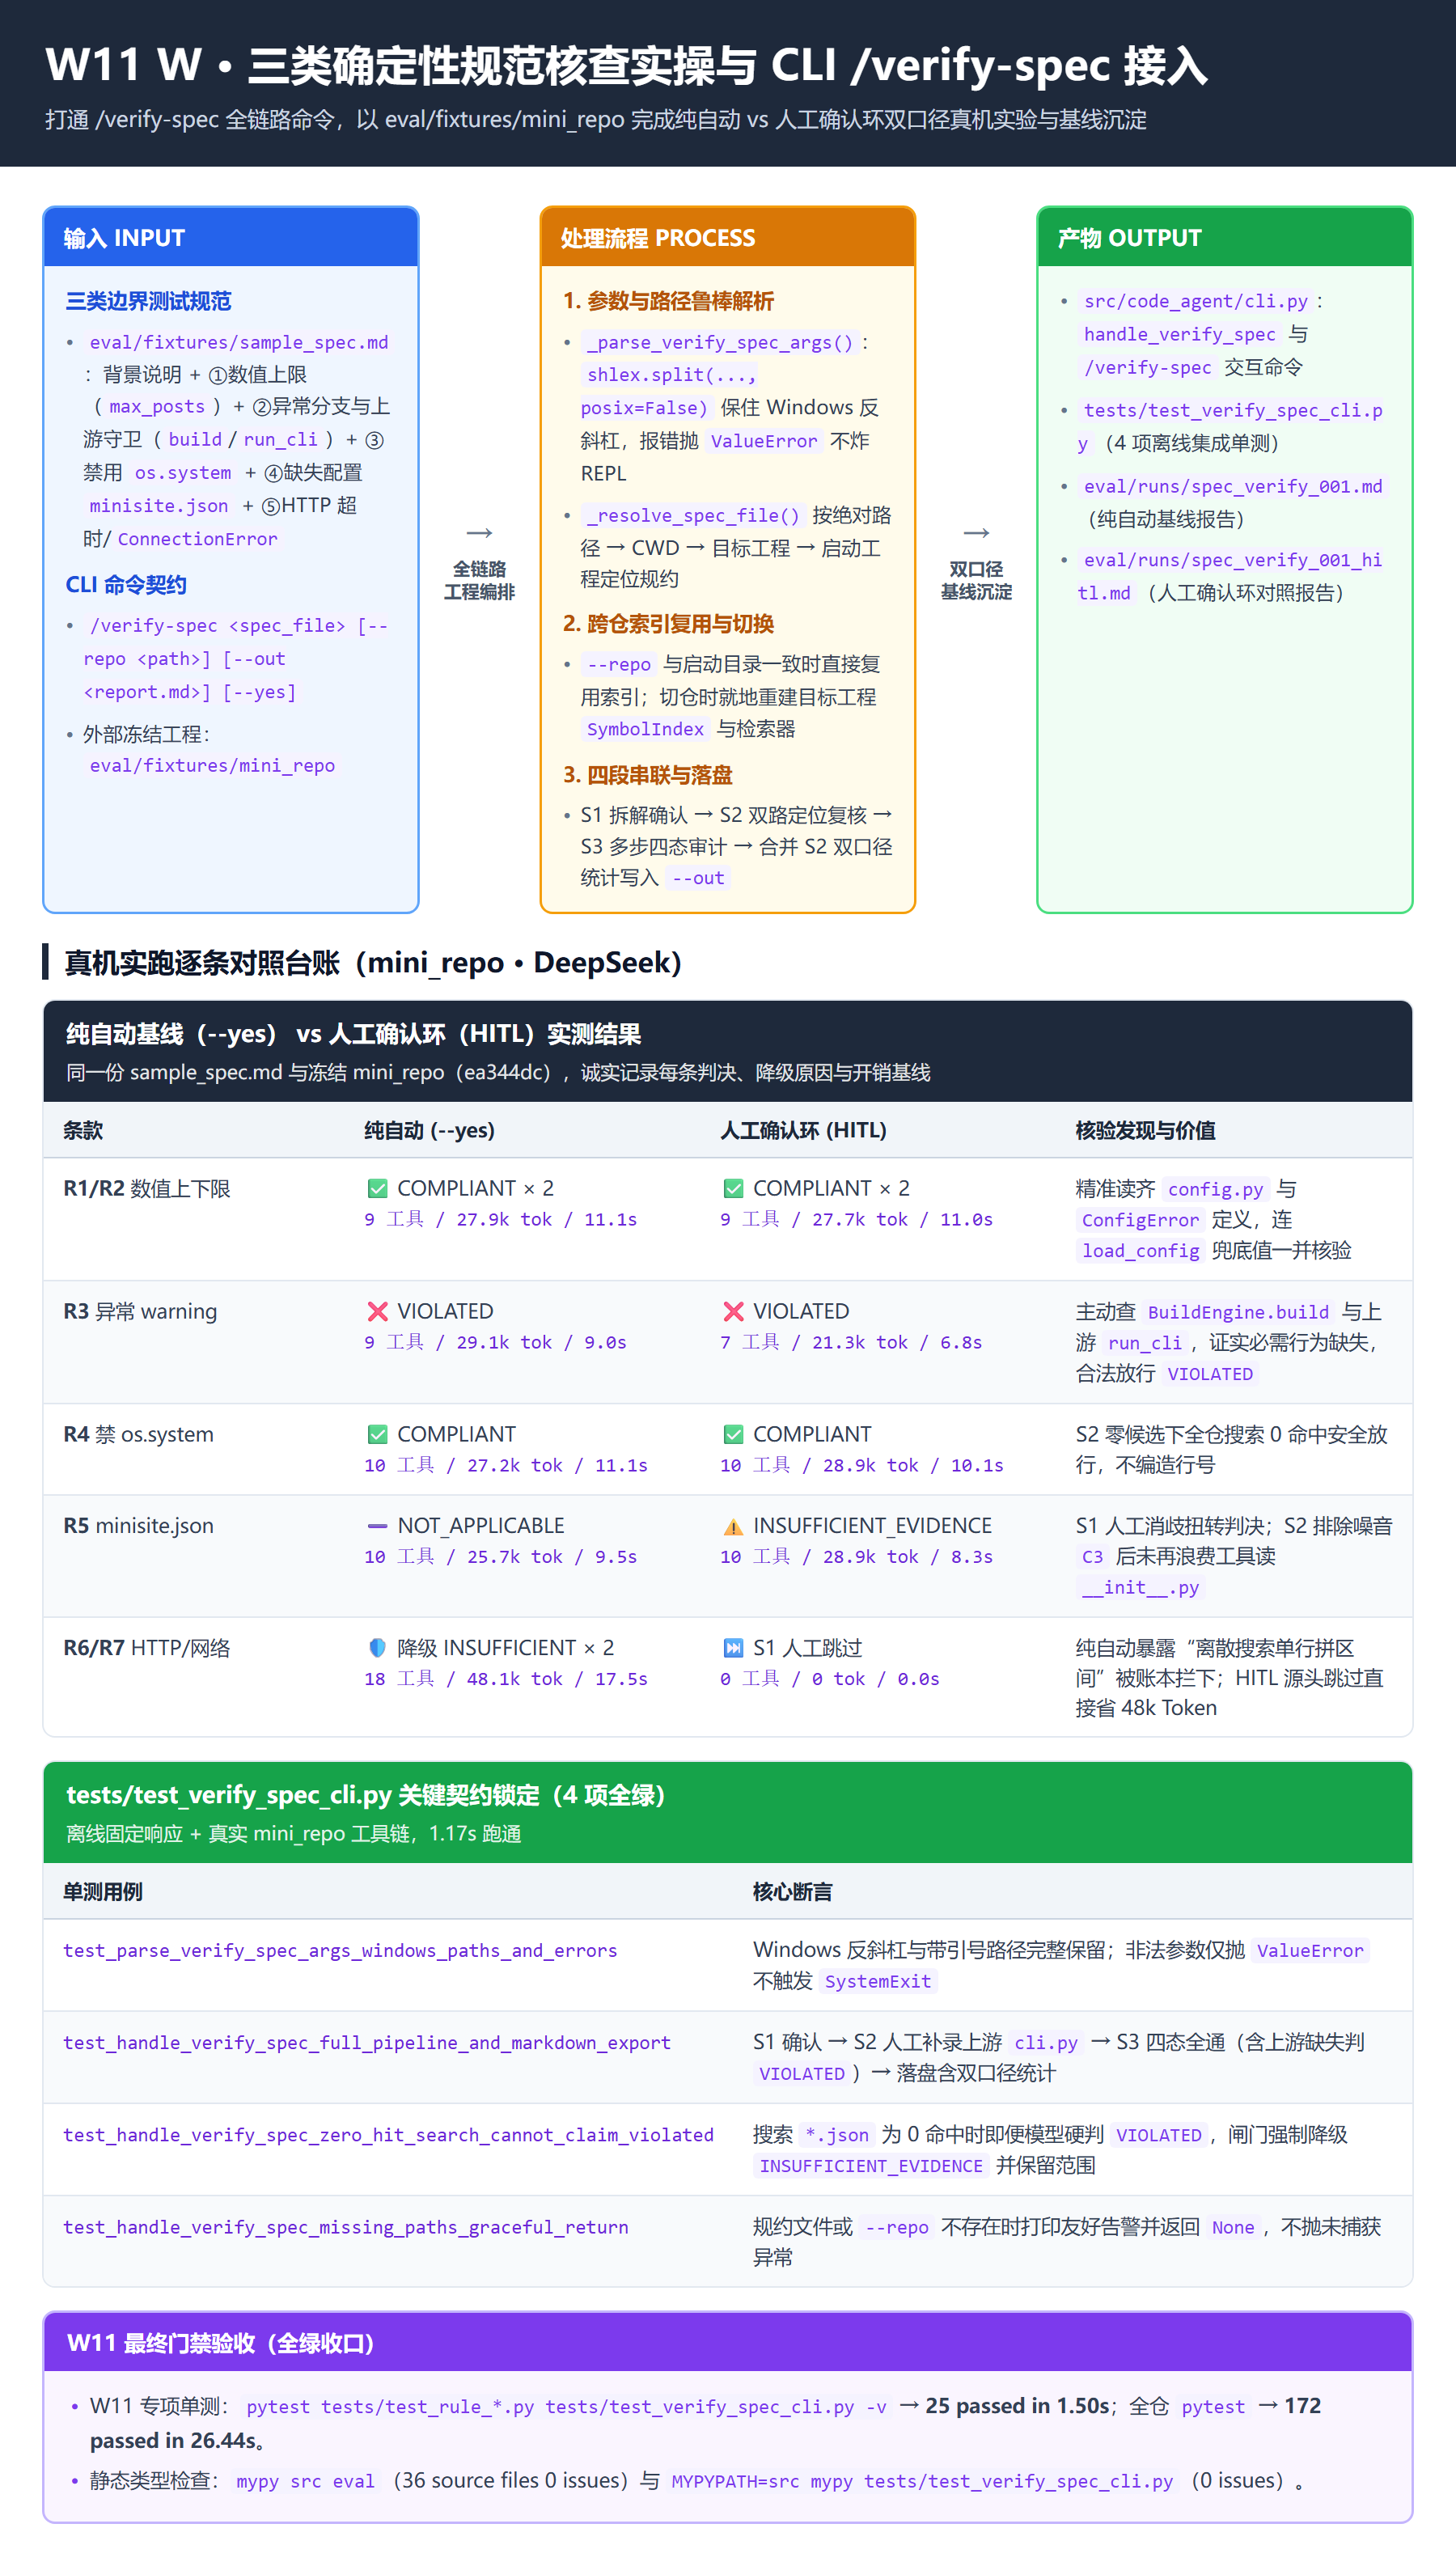 W11 W • 三类确定性规范核查实操与 CLI /verify-spec 接入
打通 /verify-spec 全链路命令，以 eval/fixtures/mini_repo 完成纯自动 vs 人工确认环双口径真机实验与基线沉淀
输入 INPUT
三类边界测试规范
• eval/fixtures/sample_spec.md
：背景说明 + ①数值上限
（ max_posts ）+ ②异常分支与上
游守卫（ build / run_cli ）+ ③
禁用 os.system + ④缺失配置
minisite.json + ⑤HTTP 超
时/ ConnectionError
CLI 命令契约
• /verify-spec <spec_file> [--
repo <path>] [--out
<report.md>] [--yes]
• 外部冻结工程：
eval/fixtures/mini_repo
→
全链路
工程编排
处理流程 PROCESS
1. 参数与路径鲁棒解析
• _parse_verify_spec_args() ：
shlex.split(...,
posix=False) 保住 Windows 反
斜杠，报错抛 ValueError 不炸
REPL
• _resolve_spec_file() 按绝对路
径 → CWD → 目标工程 → 启动工
程定位规约
2. 跨仓索引复用与切换
• --repo 与启动目录一致时直接复
用索引；切仓时就地重建目标工程
SymbolIndex 与检索器
3. 四段串联与落盘
• S1 拆解确认 → S2 双路定位复核 →
S3 多步四态审计 → 合并 S2 双口径
统计写入 --out
→
双口径
基线沉淀
产物 OUTPUT
• src/code_agent/cli.py ：
handle_verify_spec 与
/verify-spec 交互命令
• tests/test_verify_spec_cli.p
y （4 项离线集成单测）
• eval/runs/spec_verify_001.md
（纯自动基线报告）
• eval/runs/spec_verify_001_hi
tl.md （人工确认环对照报告）
真机实跑逐条对照台账（mini_repo • DeepSeek）
纯自动基线（--yes） vs 人工确认环（HITL）实测结果
同一份 sample_spec.md 与冻结 mini_repo（ea344dc），诚实记录每条判决、降级原因与开销基线
条款 纯自动 (--yes) 人工确认环 (HITL) 核验发现与价值
R1/R2 数值上下限
✅ COMPLIANT × 2
9 工具 / 27.9k tok / 11.1s
✅ COMPLIANT × 2
9 工具 / 27.7k tok / 11.0s
精准读齐 config.py 与
ConfigError 定义，连
load_config 兜底值一并核验
R3 异常 warning
❌ VIOLATED
9 工具 / 29.1k tok / 9.0s
❌ VIOLATED
7 工具 / 21.3k tok / 6.8s
主动查 BuildEngine.build 与上
游 run_cli ，证实必需行为缺失，
合法放行 VIOLATED
R4 禁 os.system
✅ COMPLIANT
10 工具 / 27.2k tok / 11.1s
✅ COMPLIANT
10 工具 / 28.9k tok / 10.1s
S2 零候选下全仓搜索 0 命中安全放
行，不编造行号
R5 minisite.json
➖ NOT_APPLICABLE
10 工具 / 25.7k tok / 9.5s
⚠️ INSUFFICIENT_EVIDENCE
10 工具 / 28.9k tok / 8.3s
S1 人工消歧扭转判决；S2 排除噪音
C3 后未再浪费工具读
__init__.py
R6/R7 HTTP/网络
🛡️ 降级 INSUFFICIENT × 2
18 工具 / 48.1k tok / 17.5s
⏭️ S1 人工跳过
0 工具 / 0 tok / 0.0s
纯自动暴露“离散搜索单行拼区
间”被账本拦下；HITL 源头跳过直
接省 48k Token
tests/test_verify_spec_cli.py 关键契约锁定（4 项全绿）
离线固定响应 + 真实 mini_repo 工具链，1.17s 跑通
单测用例 核心断言
test_parse_verify_spec_args_windows_paths_and_errors
Windows 反斜杠与带引号路径完整保留；非法参数仅抛 ValueError
不触发 SystemExit
test_handle_verify_spec_full_pipeline_and_markdown_export
S1 确认 → S2 人工补录上游 cli.py → S3 四态全通（含上游缺失判
VIOLATED ）→ 落盘含双口径统计
test_handle_verify_spec_zero_hit_search_cannot_claim_violated
搜索 *.json 为 0 命中时即便模型硬判 VIOLATED，闸门强制降级
INSUFFICIENT_EVIDENCE 并保留范围
test_handle_verify_spec_missing_paths_graceful_return
规约文件或 --repo 不存在时打印友好告警并返回 None，不抛未捕获
异常
W11 最终门禁验收（全绿收口）
• W11 专项单测： pytest tests/test_rule_*.py tests/test_verify_spec_cli.py -v → 25 passed in 1.50s；全仓 pytest → 172
passed in 26.44s。
• 静态类型检查： mypy src eval （36 source files 0 issues）与 MYPYPATH=src mypy tests/test_verify_spec_cli.py （0 issues）。